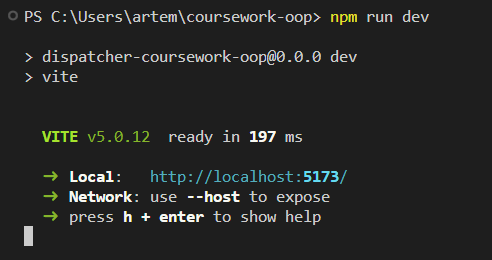 PS C:\Users\artem\coursework-oop> npm run dev
> dispatcher-coursework-oop@0.0.0 dev
> vite
VITE v5.0.12 ready in 197 ms
➜ Local: http://localhost:5173/
➜ Network: use --host to expose
➜ press h + enter to show help